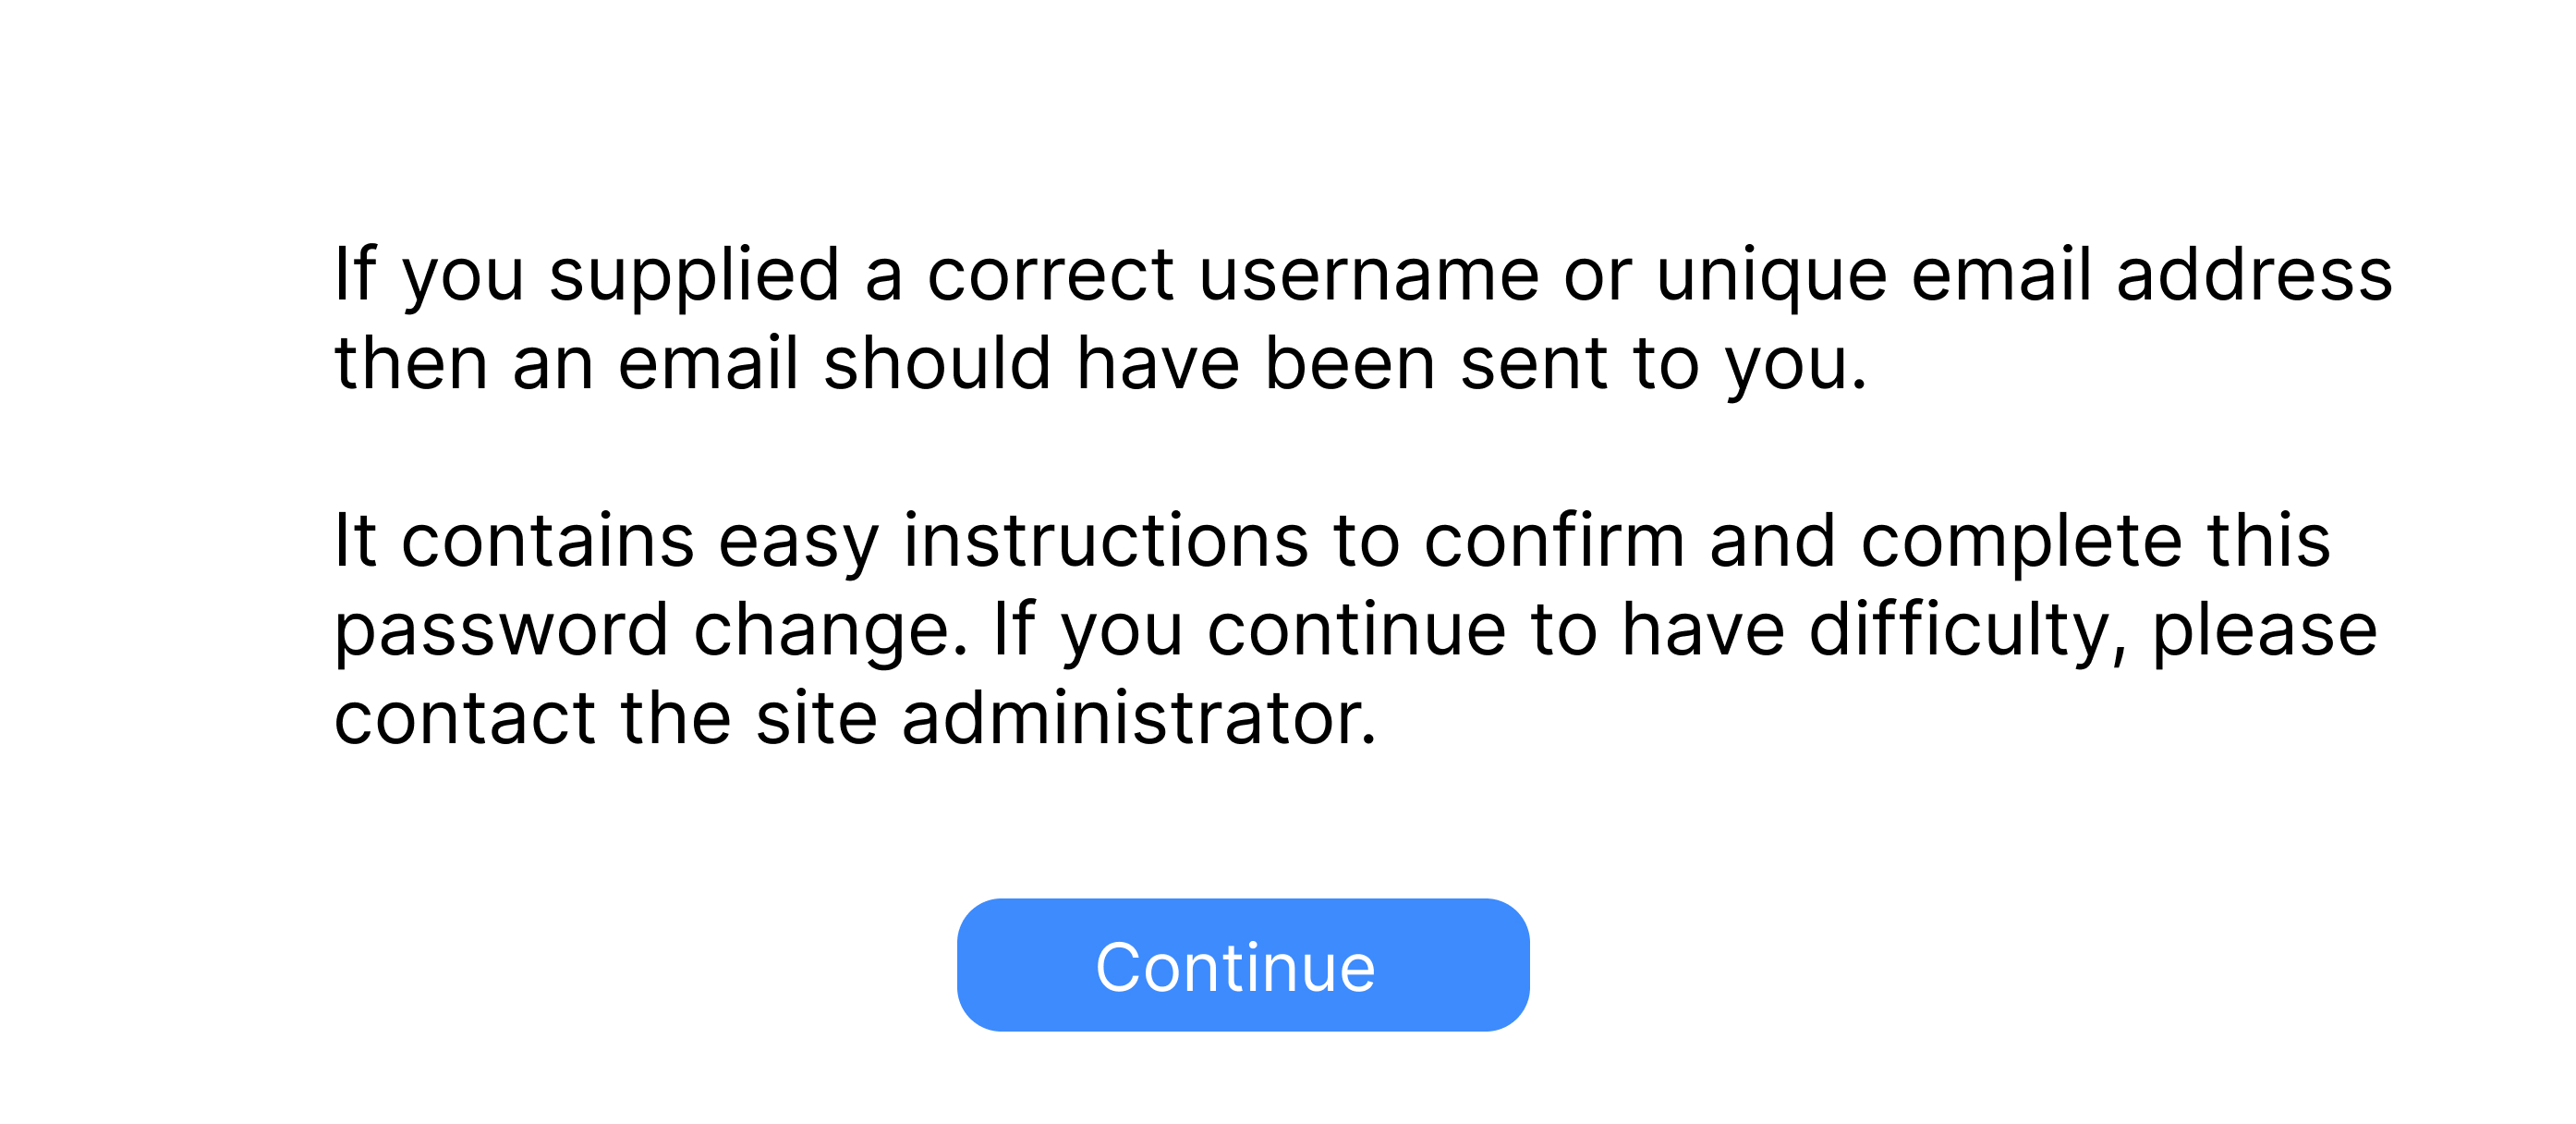 If you supplied a correct username or unique email address
then an email should have been sent to you.
It contains easy instructions to confirm and complete this
password change. If you continue to have difficulty, please
contact the site administrator.
Continue